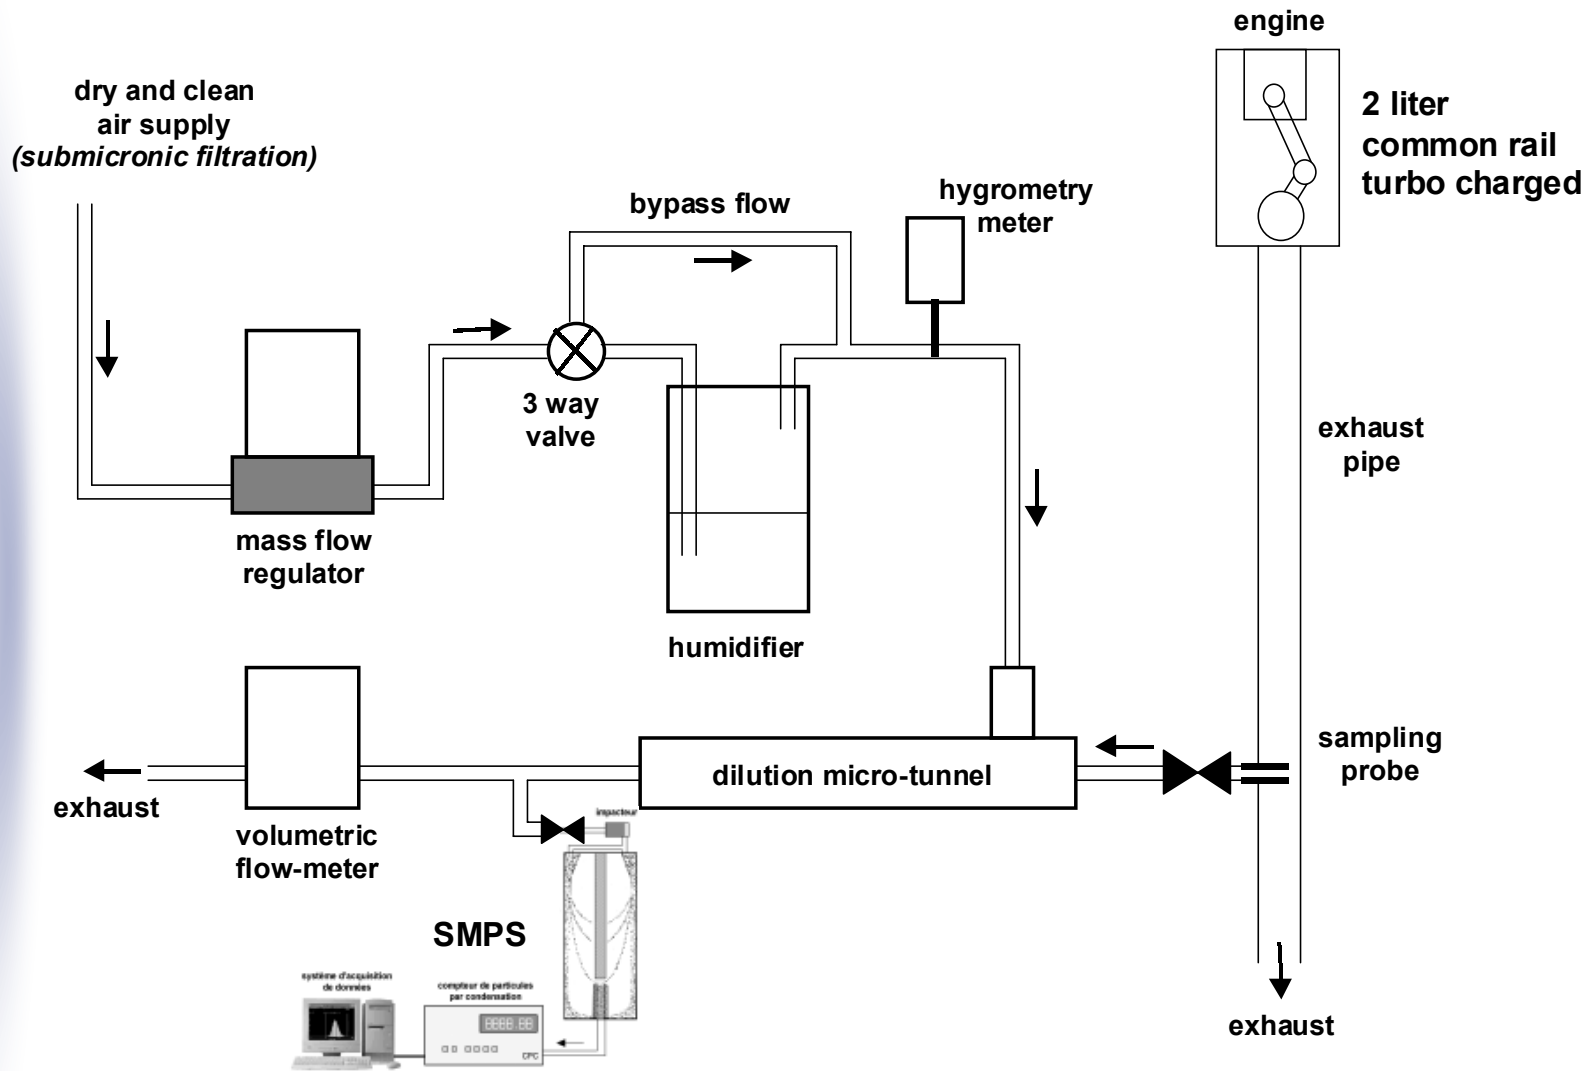 engine
2 liter
common rail
turbo charged
dry and clean
air supply
(submicronic filtration)
hygrometry
meter
bypass flow
3 way
valve
exhaust
pipe
mass flow
regulator
humidifier
sampling
probe
dilution micro-tunnel
exhaust
volumetric
flow-meter
impacteur
SMPS
système d'acquisition
de données
compteur de particules
par condensation
8888.88
CPC
exhaust